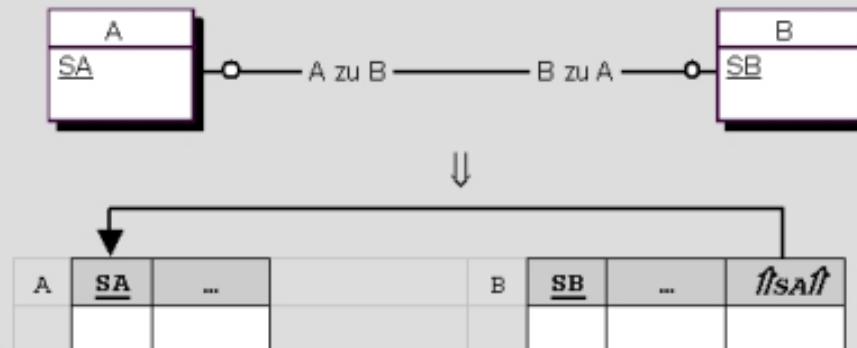 A B
SA A zu B B zu A SB
⇓
A SA ... B SB ... ⇑SA⇑